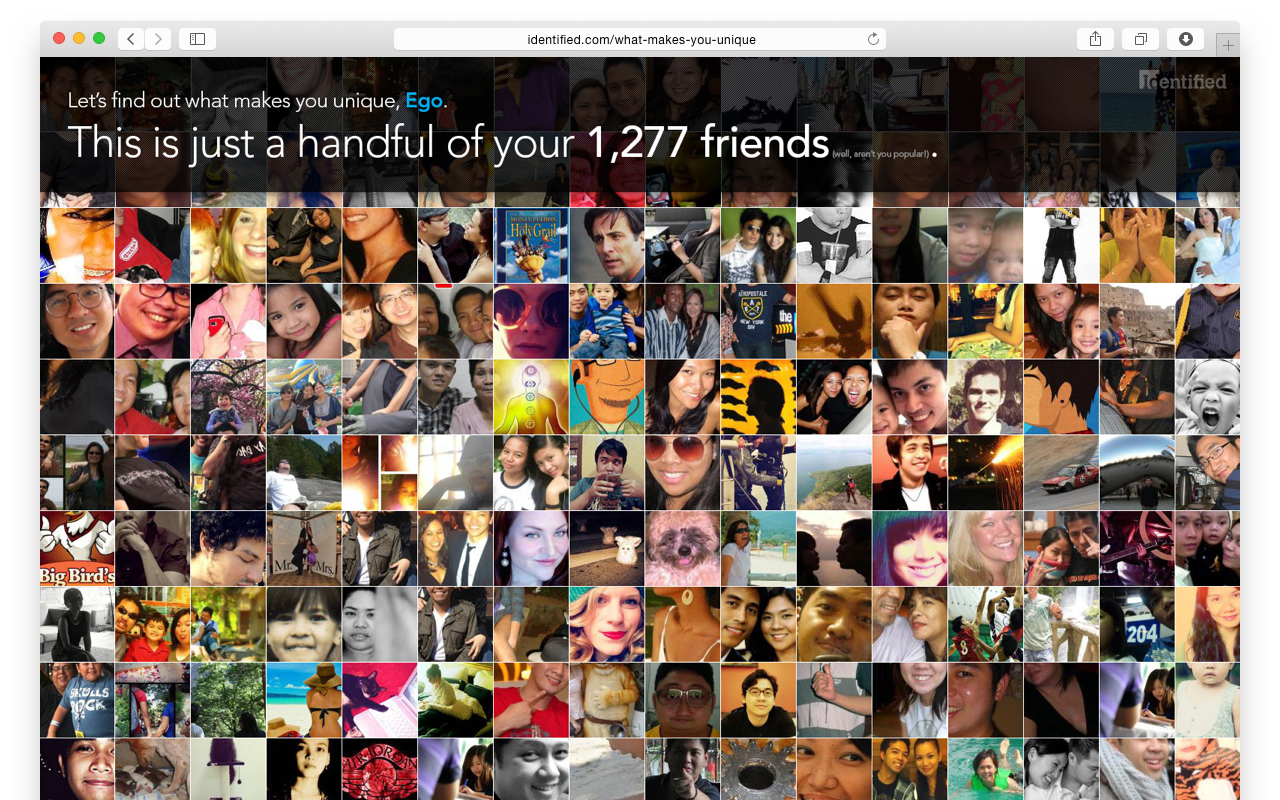 identified.com/what-makes-you-unique
Identified
Let's find out what makes you unique, Ego.
This is just a handful of your 1,277 friends (well, aren't you popular!) .
MONTY PYTHON
HOLY GRAIL
AÉROPOSTALE
NEW YORK
the
Big Bird's
Mr.
Mrs.
204
SKULLS
ROCK